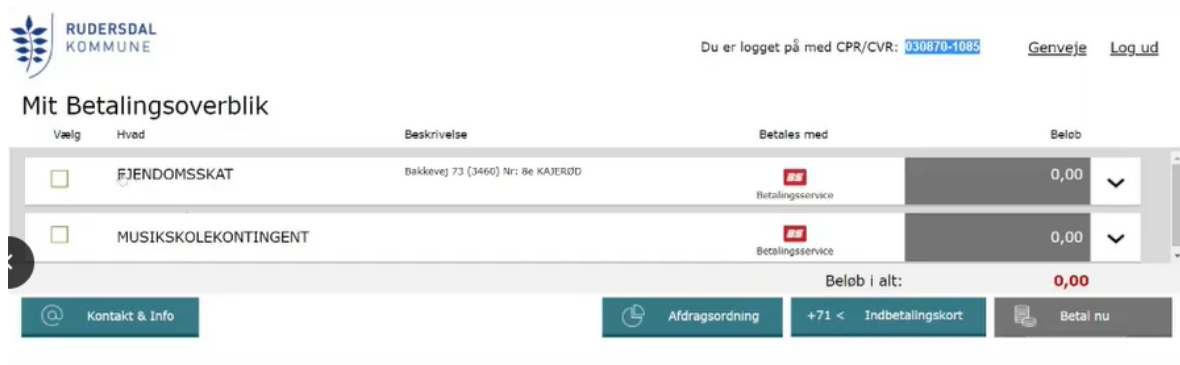 RUDERSDAL
KOMMUNE
Du er logget på med CPR/CVR: 030870-1085 Genveje Log ud
Mit Betalingsoverblik
Vælg Hvad Beskrivelse Betales med Beløb
EJENDOMSSKAT Bakkevej 73 (3460) Nr: 8e KAJERØD BS 0,00
Betalingsservice
MUSIKSKOLEKONTINGENT BS 0,00
Betalingsservice
Beløb i alt: 0,00
@ Kontakt & Info Afdragsordning +71 < Indbetalingskort Betal nu